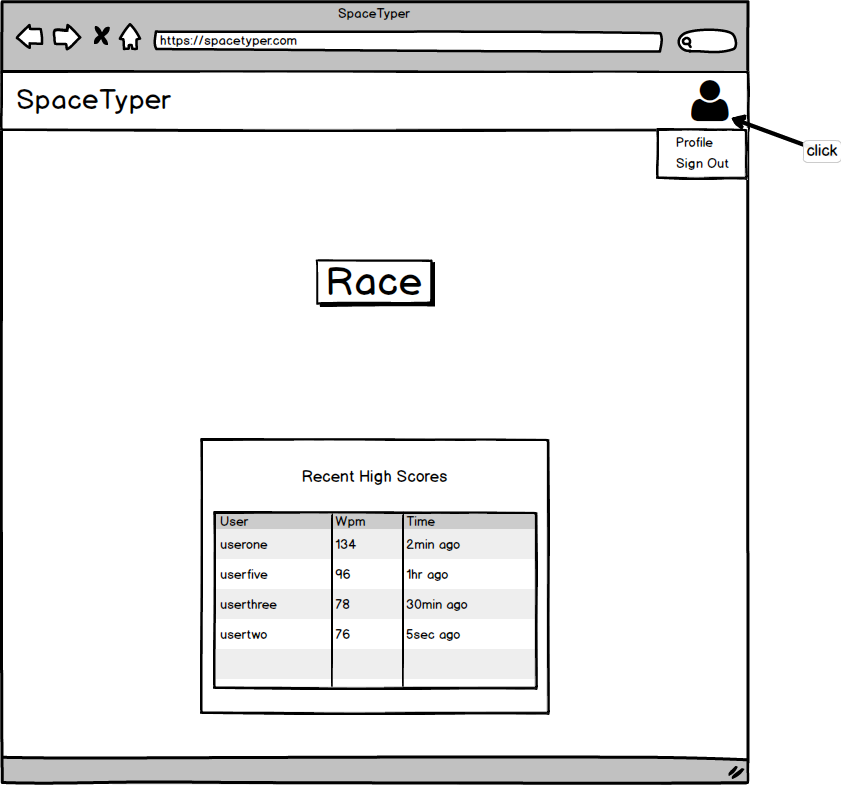 SpaceTyper
https://spacetyper.com
SpaceTyper
click
Profile
Sign Out
Race
Recent High Scores
User Wpm Time
userone 134 2min ago
userfive 96 1hr ago
userthree 78 30min ago
usertwo 76 5sec ago